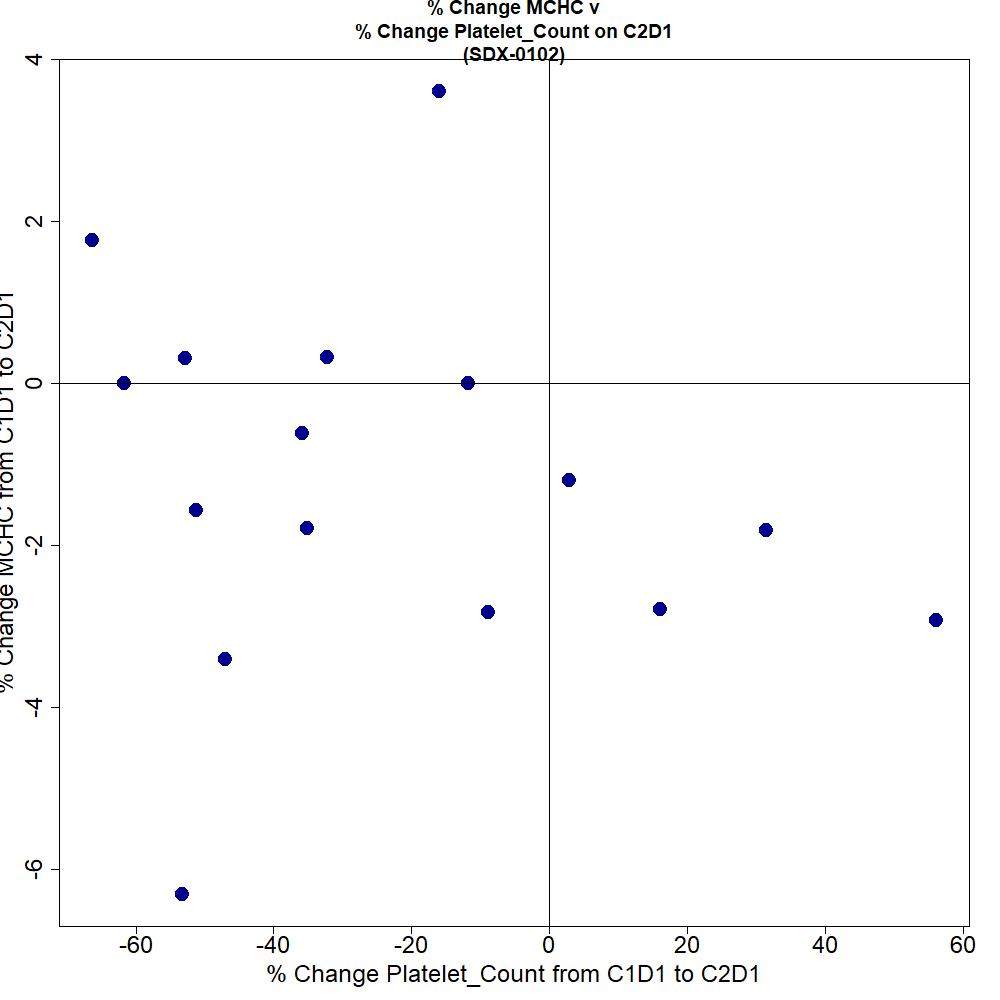 % Change MCHC v
% Change Platelet_Count on C2D1
(SDX-0102)
% Change MCHC from C1D1 to C2D1
4
2
0
-2
-4
-6
-60
-40
-20
0
20
40
60
% Change Platelet_Count from C1D1 to C2D1